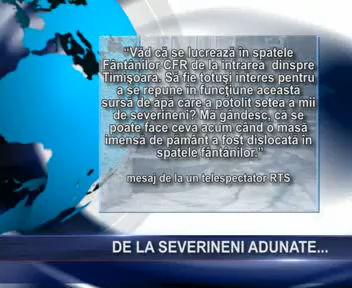 "Văd că se lucrează în spatele
Fântânilor CFR de la intrarea dinspre
Timişoara. Să fie totuşi interes pentru
a se repune în funcţiune această
sursă de apă care a potolit setea a mii
de severineni? Mă gândesc, că se
poate face ceva acum când o masă
imensă de pământ a fost dislocată în
spatele fântânilor."
mesaj de la un telespectator RTS
DE LA SEVERINENI ADUNATE...